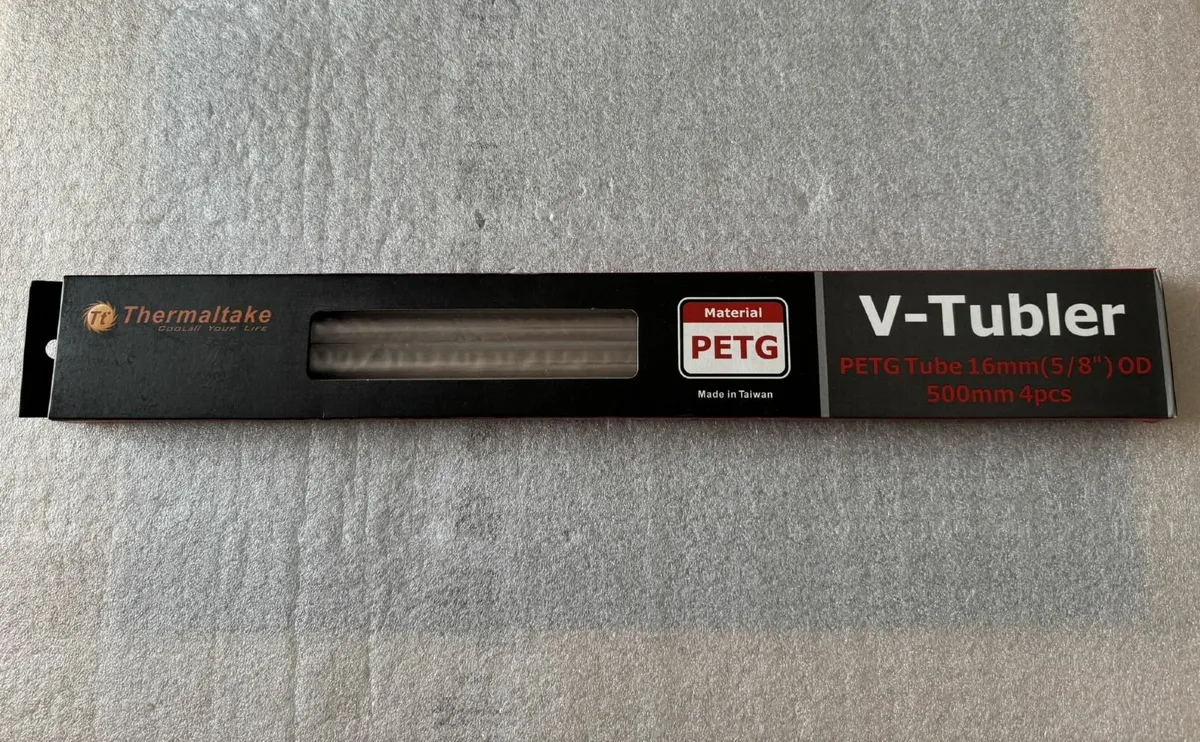 Tt
Thermaltake
COOL all YOUR LIFE
Material
PETG
Made in Taiwan
V-Tubler
PETG Tube 16mm(5/8") OD
500mm 4pcs